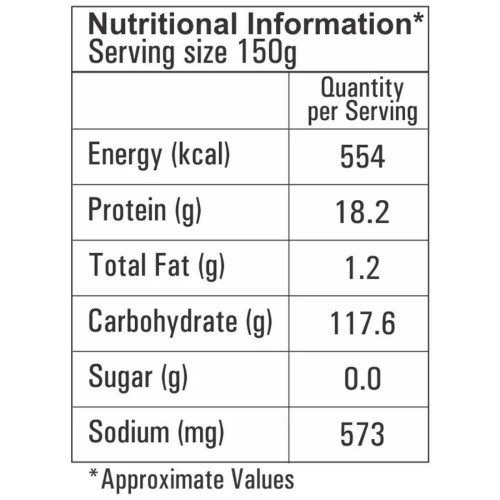 Nutritional Information*
Serving size 150g
Quantity
per Serving
Energy (kcal) 554
Protein (g) 18.2
Total Fat (g) 1.2
Carbohydrate (g) 117.6
Sugar (g) 0.0
Sodium (mg) 573
*Approximate Values